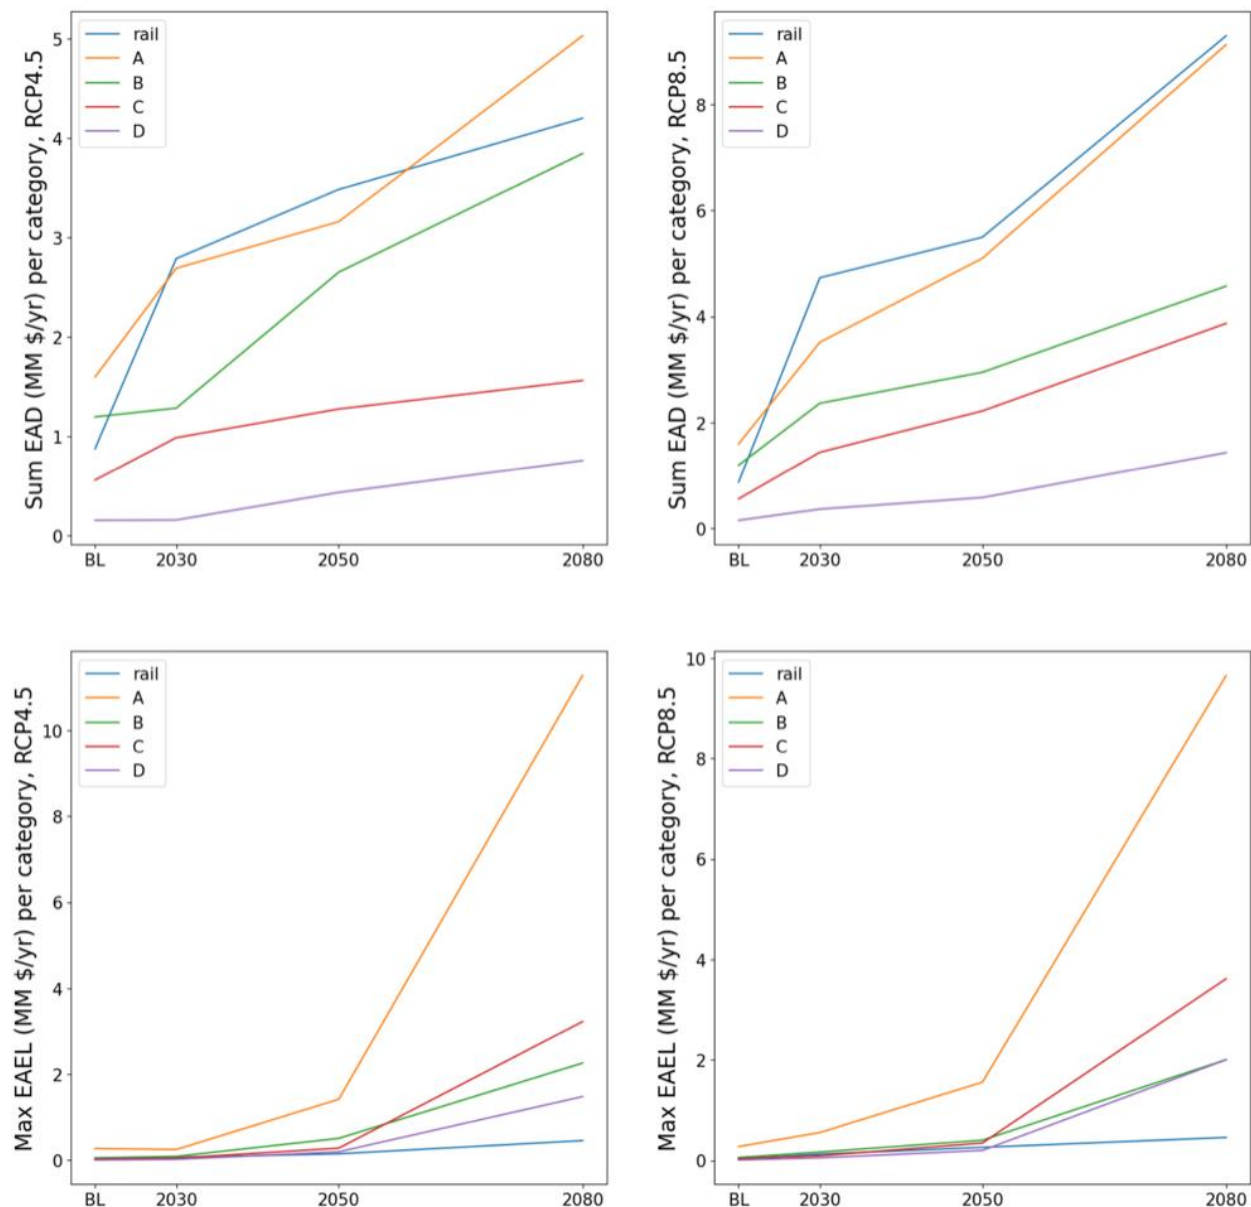 Sum EAD (MM $/yr) per category, RCP4.5
5
4
3
2
1
0
rail
A
B
C
D
BL 2030 2050 2080
Sum EAD (MM $/yr) per category, RCP8.5
8
6
4
2
0
rail
A
B
C
D
BL 2030 2050 2080
Max EAEL (MM $/yr) per category, RCP4.5
10
8
6
4
2
0
rail
A
B
C
D
BL 2030 2050 2080
Max EAEL (MM $/yr) per category, RCP8.5
10
8
6
4
2
0
rail
A
B
C
D
BL 2030 2050 2080